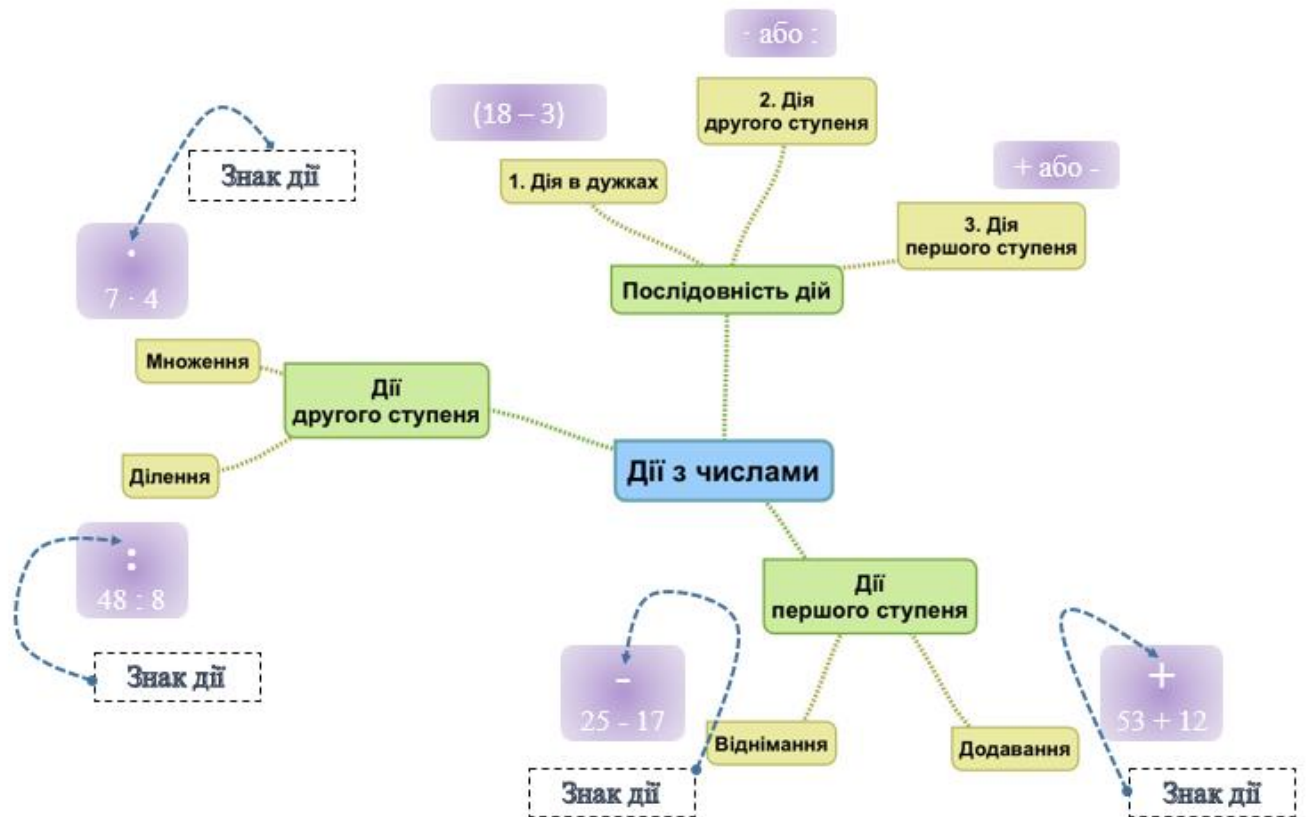 · або :
(18 – 3)
2. Дія
другого ступеня
+ або -
Знак дії
1. Дія в дужках
3. Дія
першого ступеня
·
7 · 4
Послідовність дій
Множення
Дії
другого ступеня
Ділення
Дії з числами
:
48 : 8
Дії
першого ступеня
Знак дії
-
25 - 17
+
53 + 12
Віднімання
Додавання
Знак дії
Знак дії